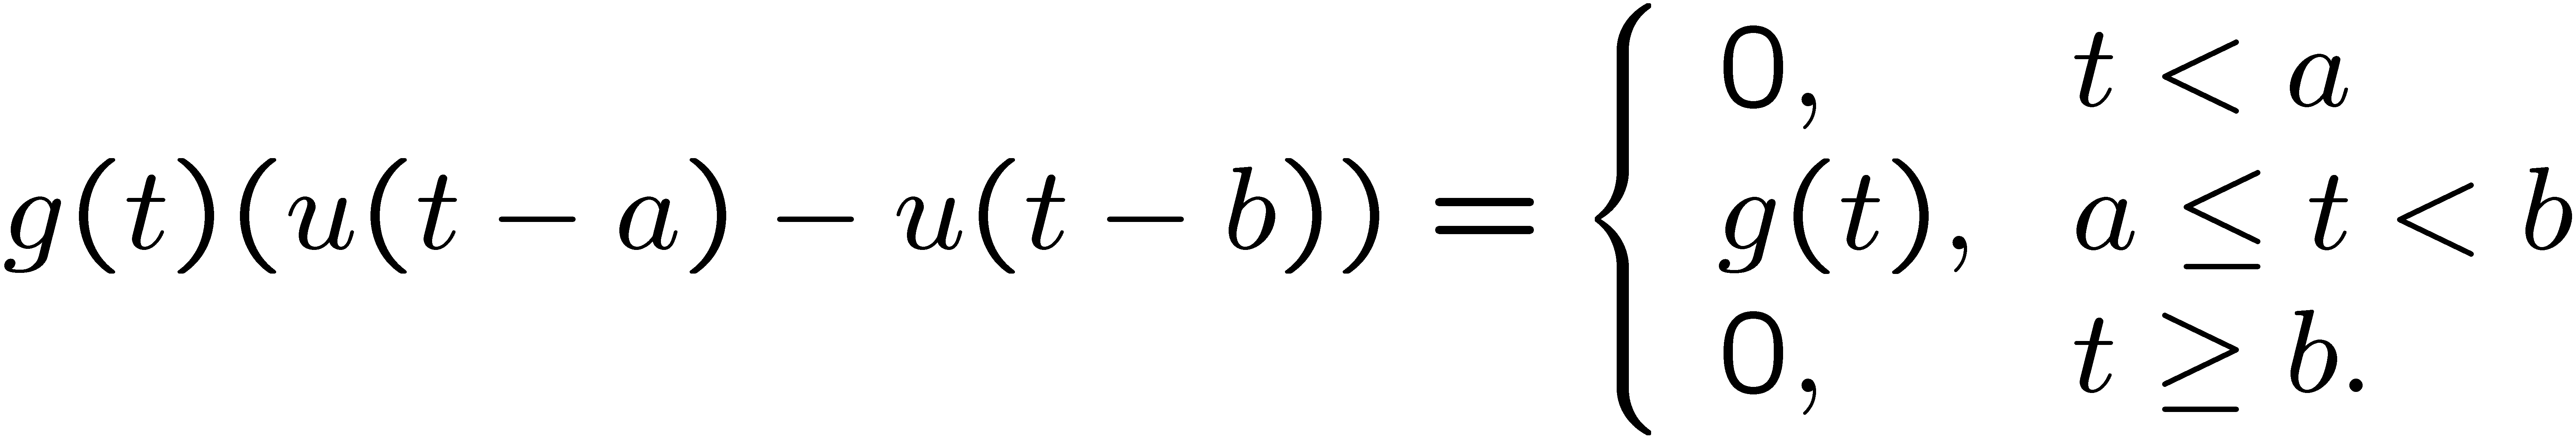 0, t < a
g(t)(u(t − a) − u(t − b)) = { g(t), a ≤ t < b
0, t ≥ b.